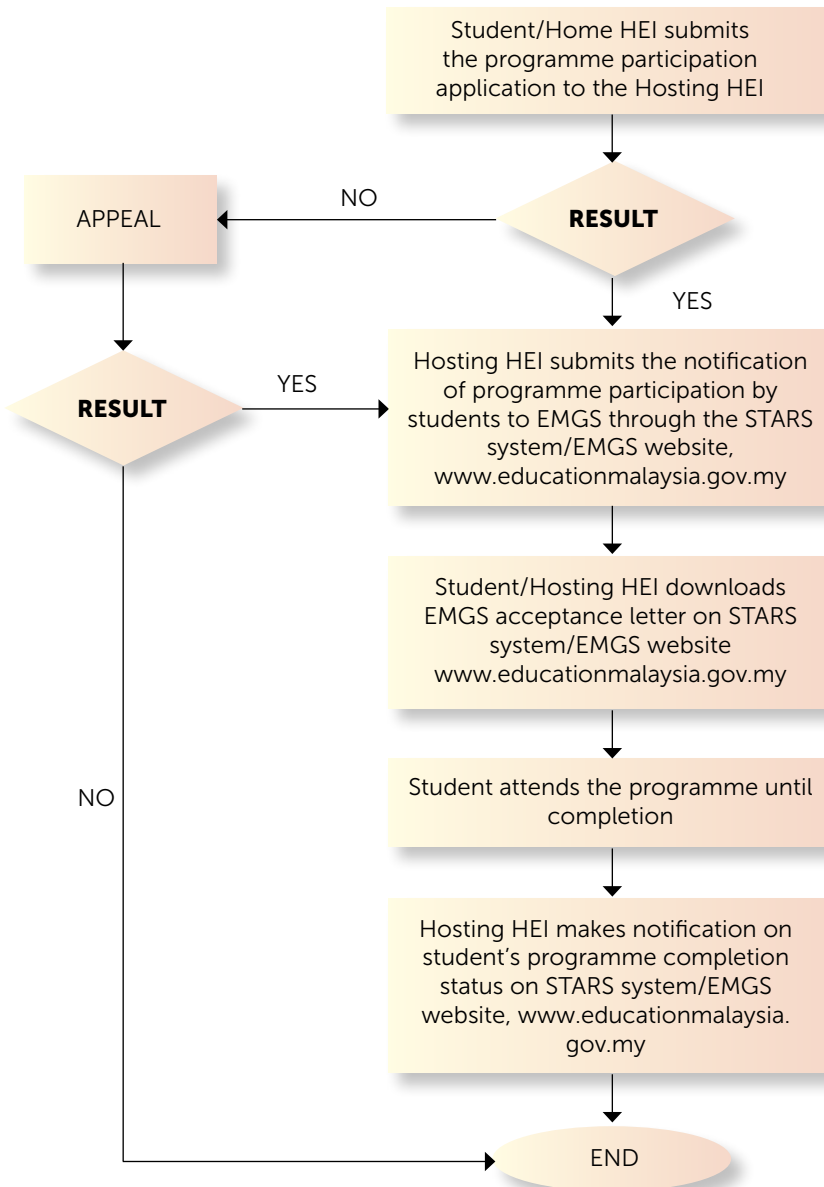 Student/Home HEI submits
the programme participation
application to the Hosting HEI
NO
APPEAL
RESULT
YES
Hosting HEI submits the notification
of programme participation by
students to EMGS through the STARS
system/EMGS website,
www.educationmalaysia.gov.my
YES
RESULT
Student/Hosting HEI downloads
EMGS acceptance letter on STARS
system/EMGS website
www.educationmalaysia.gov.my
Student attends the programme until
completion
NO
Hosting HEI makes notification on
student’s programme completion
status on STARS system/EMGS
website, www.educationmalaysia.
gov.my
END